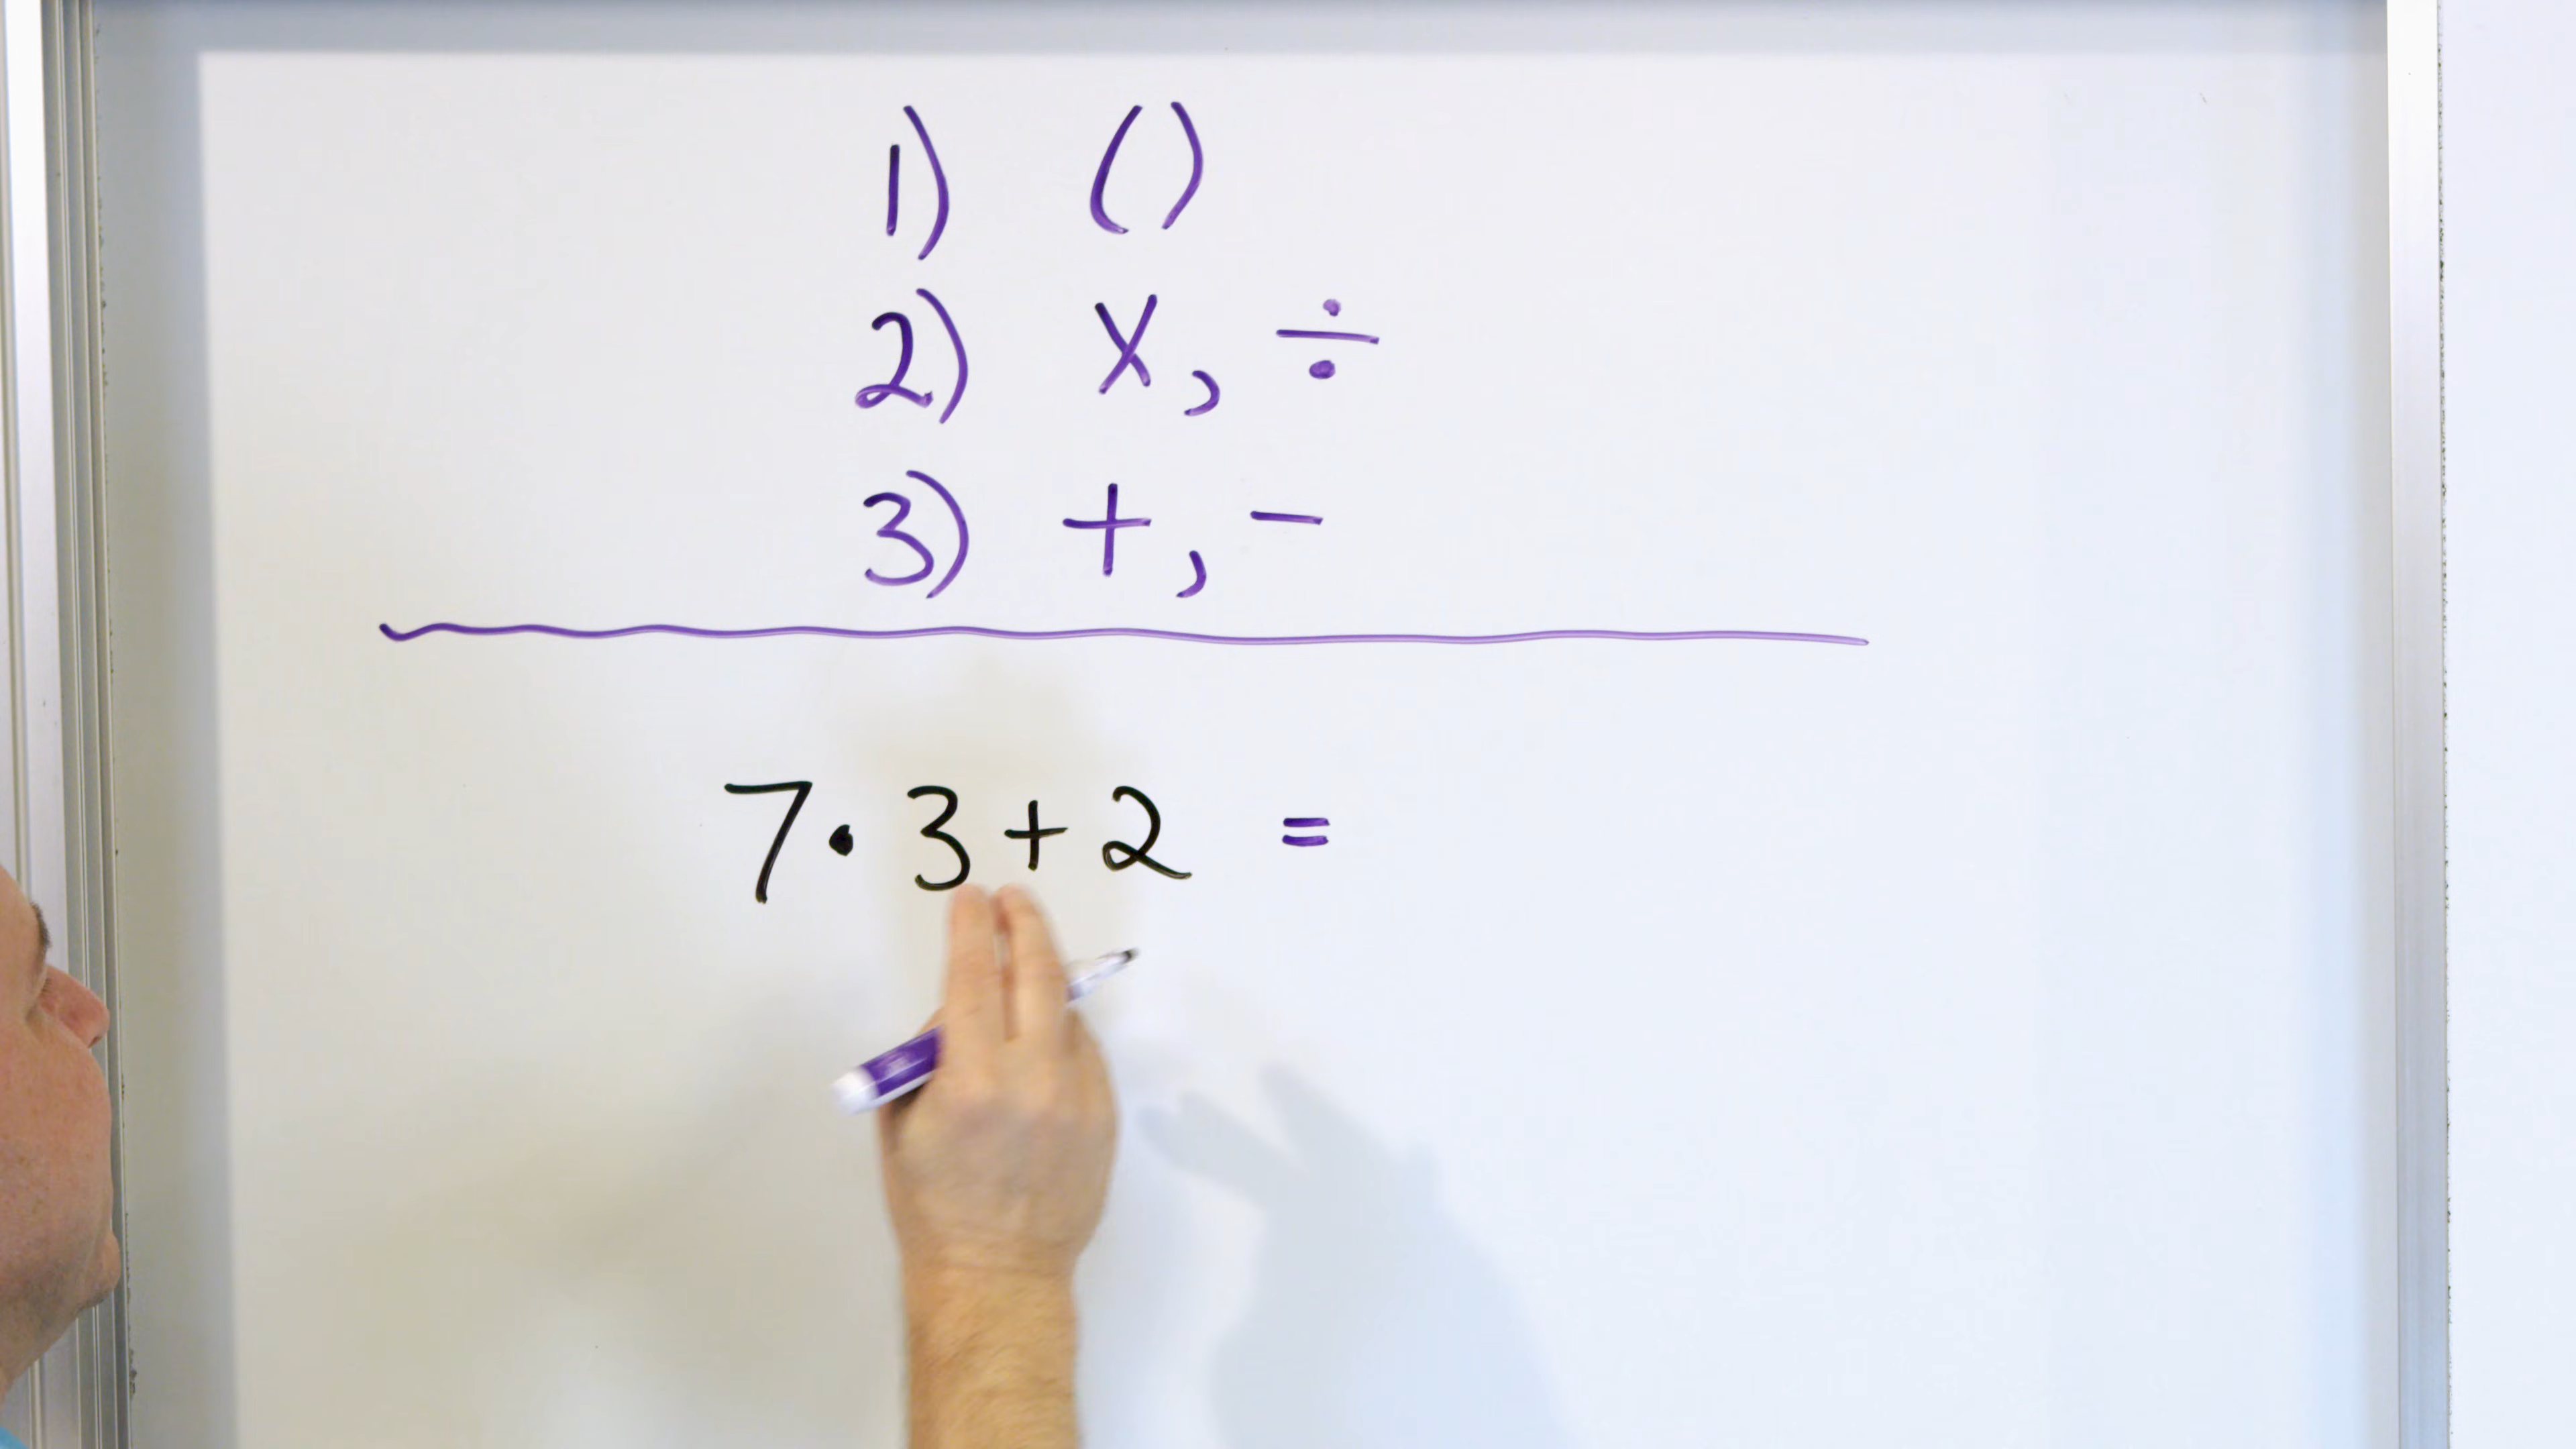 1) ()
2) x, ÷
3) +, -
7 • 3 + 2 =